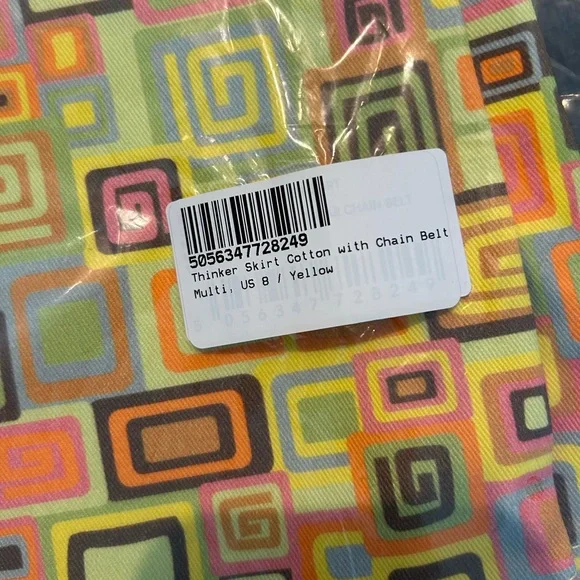 5056347728249
Thinker Skirt Cotton with Chain Belt
Multi, US 8 / Yellow